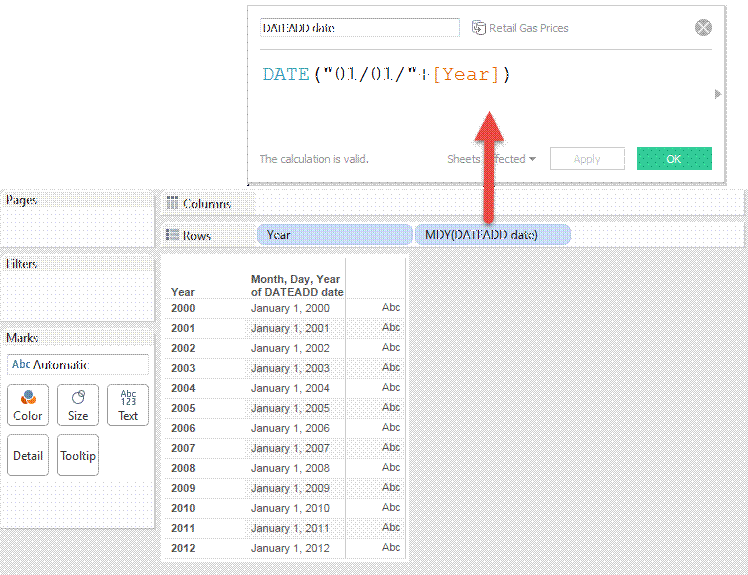 DATEADD date
Retail Gas Prices
DATE("01/01/"+[Year])
The calculation is valid.
Sheets Affected
Apply
OK
Pages
Columns
Rows
Year
MDY(DATEADD date)
Filters
Marks
Abc Automatic
Color
Size
Abc
123
Text
Detail
Tooltip
Year
Month, Day, Year
of DATEADD date
2000 January 1, 2000 Abc
2001 January 1, 2001 Abc
2002 January 1, 2002 Abc
2003 January 1, 2003 Abc
2004 January 1, 2004 Abc
2005 January 1, 2005 Abc
2006 January 1, 2006 Abc
2007 January 1, 2007 Abc
2008 January 1, 2008 Abc
2009 January 1, 2009 Abc
2010 January 1, 2010 Abc
2011 January 1, 2011 Abc
2012 January 1, 2012 Abc